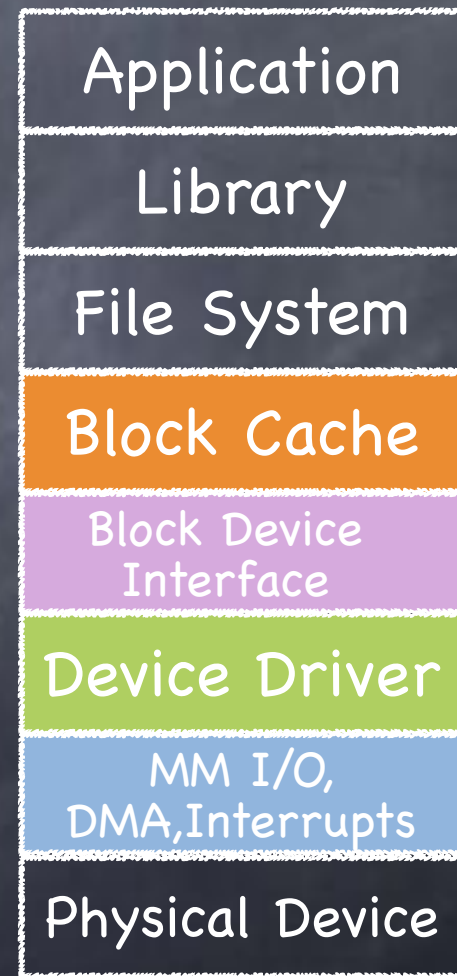 Application
Library
File System
Block Cache
Block Device
Interface
Device Driver
MM I/O,
DMA,Interrupts
Physical Device